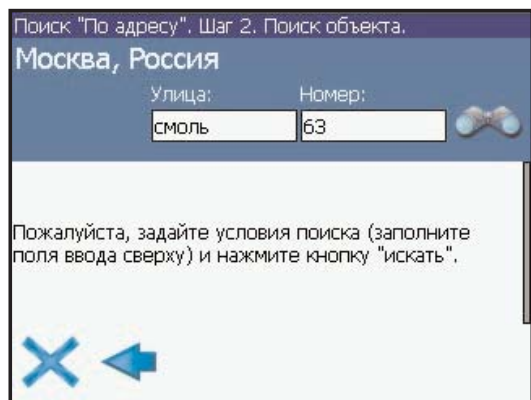 Поиск "По адресу". Шаг 2. Поиск объекта.
Москва, Россия
Улица: Номер:
смоль 63
Пожалуйста, задайте условия поиска (заполните
поля ввода сверху) и нажмите кнопку "искать".